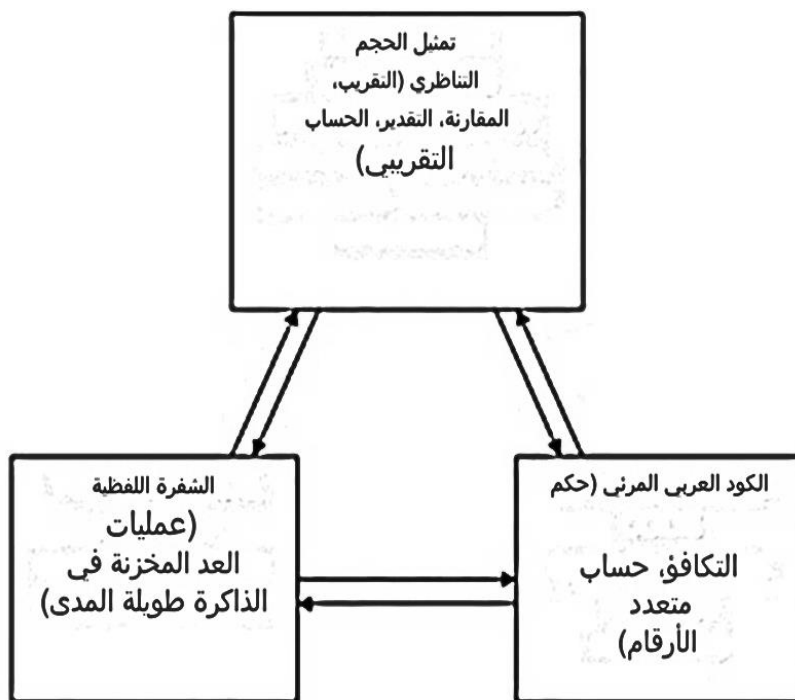 تمثيل الحجم
التناظري (التقريب،
المقارنة، التقدير، الحساب
التقريبي)
الشفرة اللفظية
(عمليات
العد المخزنة في
الذاكرة طويلة المدى)
الكود العربي المرئي (حكم
التكافؤ، حساب
متعدد
الأرقام)